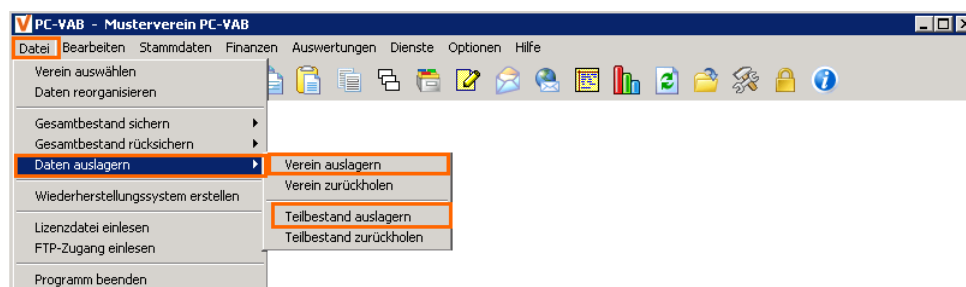 PC-VAB - Musterverein PC-VAB
Datei Bearbeiten Stammdaten Finanzen Auswertungen Dienste Optionen Hilfe
Verein auswählen
Daten reorganisieren
Gesamtbestand sichern
Gesamtbestand rücksichern
Daten auslagern
Verein auslagern
Verein zurückholen
Teilbestand auslagern
Teilbestand zurückholen
Wiederherstellungssystem erstellen
Lizenzdatei einlesen
FTP-Zugang einlesen
Programm beenden